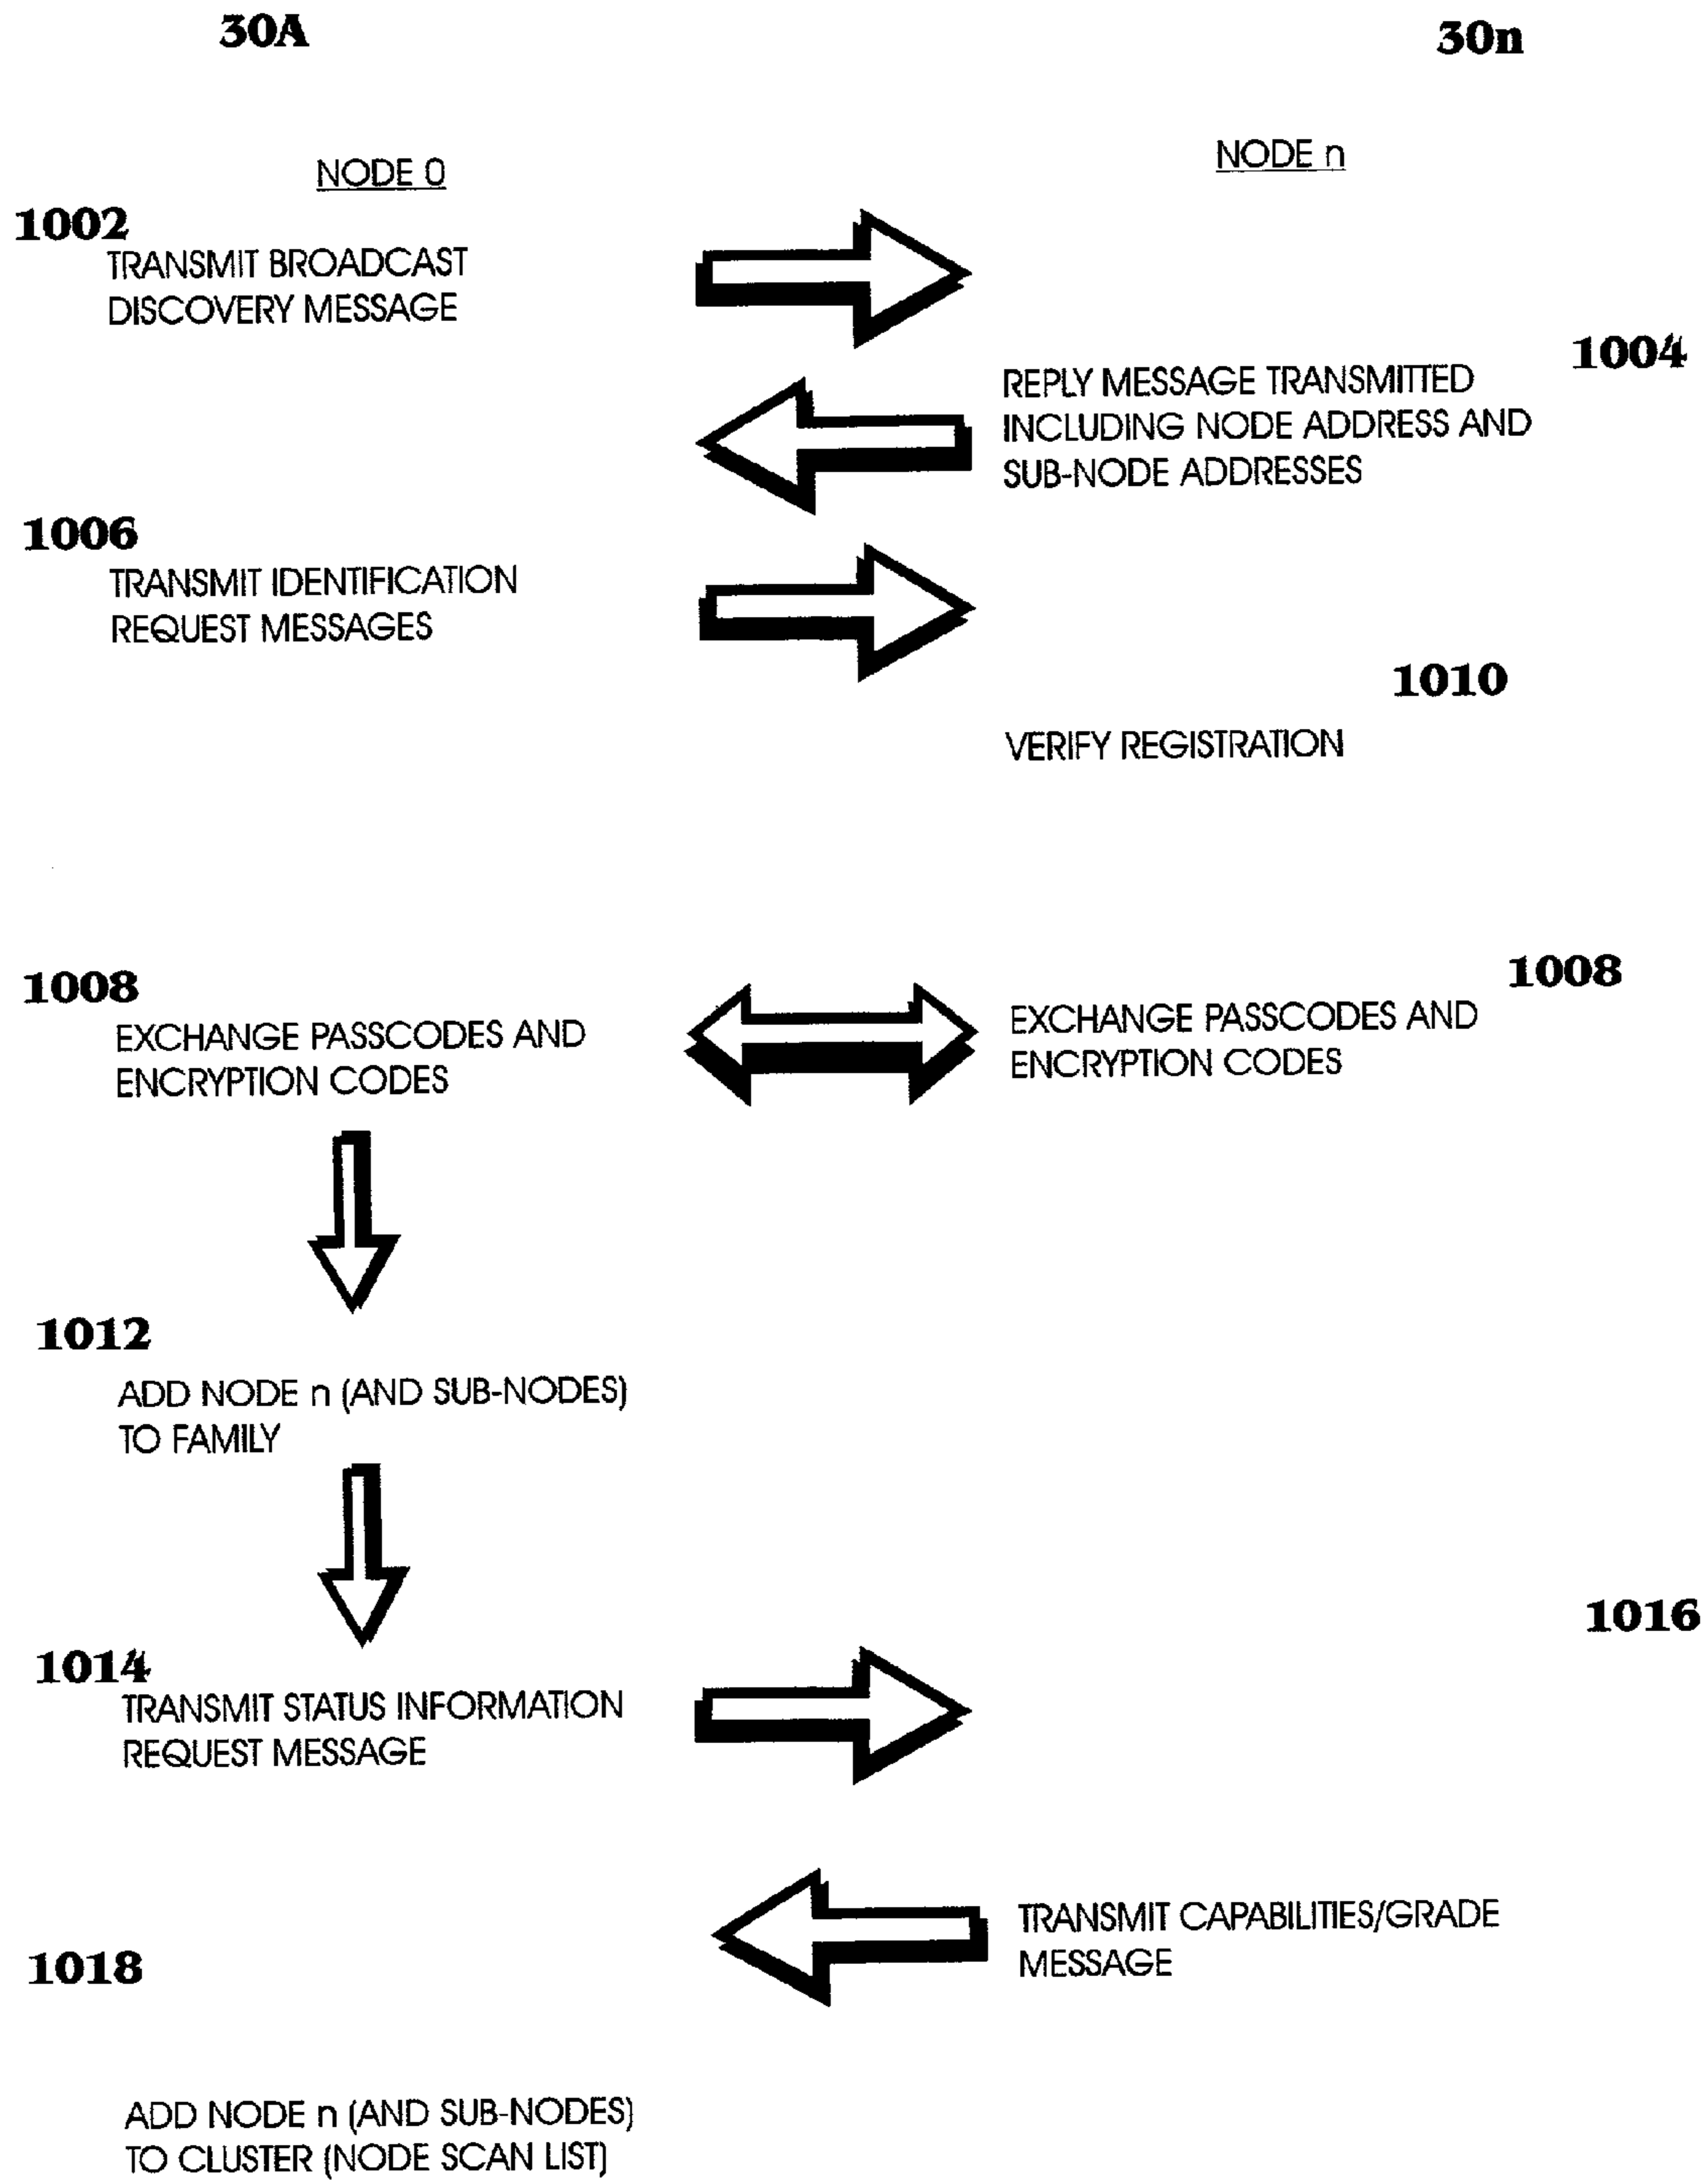 30A
30n
NODE 0
NODE n
1002
TRANSMIT BROADCAST
DISCOVERY MESSAGE
1004
REPLY MESSAGE TRANSMITTED
INCLUDING NODE ADDRESS AND
SUB-NODE ADDRESSES
1006
TRANSMIT IDENTIFICATION
REQUEST MESSAGES
1010
VERIFY REGISTRATION
1008
EXCHANGE PASSCODES AND
ENCRYPTION CODES
1008
EXCHANGE PASSCODES AND
ENCRYPTION CODES
1012
ADD NODE n (AND SUB-NODES)
TO FAMILY
1014
TRANSMIT STATUS INFORMATION
REQUEST MESSAGE
1016
TRANSMIT CAPABILITIES/GRADE
MESSAGE
1018
ADD NODE n (AND SUB-NODES)
TO CLUSTER (NODE SCAN LIST)